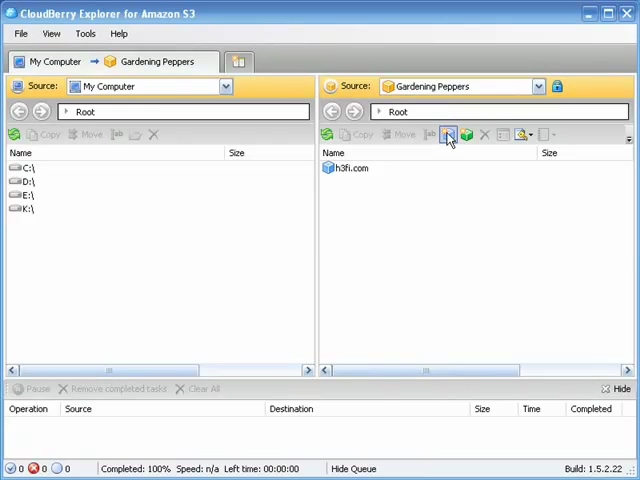 CloudBerry Explorer for Amazon S3
File View Tools Help
My Computer Gardening Peppers
Source: My Computer Source: Gardening Peppers
Root Root
Copy Move Copy Move
Name Size Name Size
C:\ h3fi.com
D:\
E:\
K:\
Pause Remove completed tasks Clear All Hide
Operation Source Destination Size Time Completed
0 0 0 Completed: 100% Speed: n/a Left time: 00:00:00 Hide Queue Build: 1.5.2.22